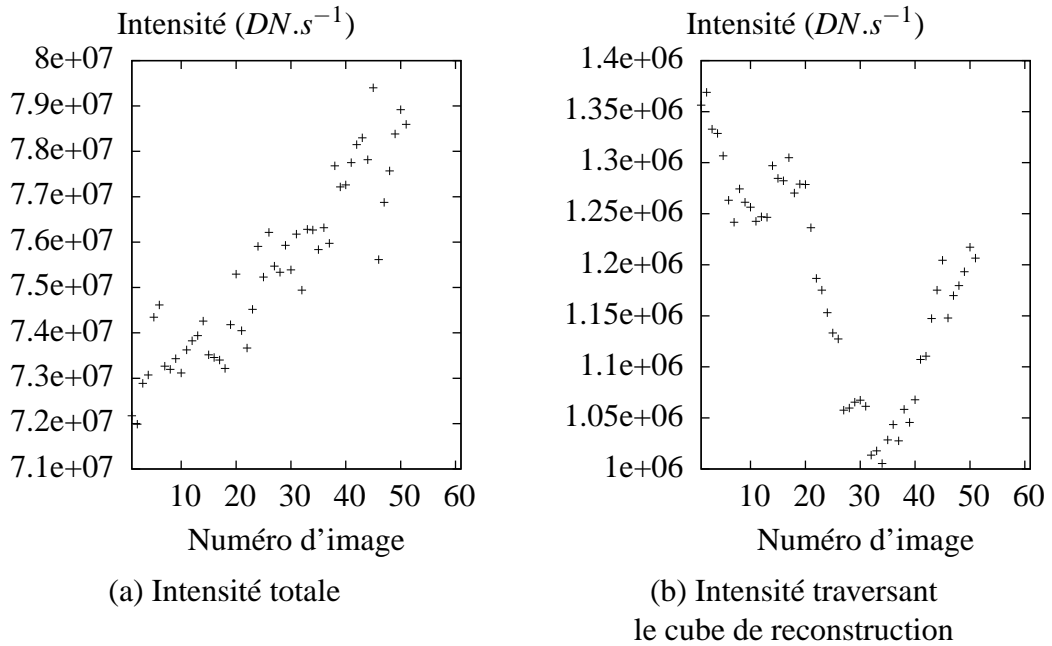 Intensité (DN.s⁻¹)
8e+07
7.9e+07
7.8e+07
7.7e+07
7.6e+07
7.5e+07
7.4e+07
7.3e+07
7.2e+07
7.1e+07
10 20 30 40 50 60
Numéro d'image
(a) Intensité totale
Intensité (DN.s⁻¹)
1.4e+06
1.35e+06
1.3e+06
1.25e+06
1.2e+06
1.15e+06
1.1e+06
1.05e+06
1e+06
10 20 30 40 50 60
Numéro d'image
(b) Intensité traversant
le cube de reconstruction